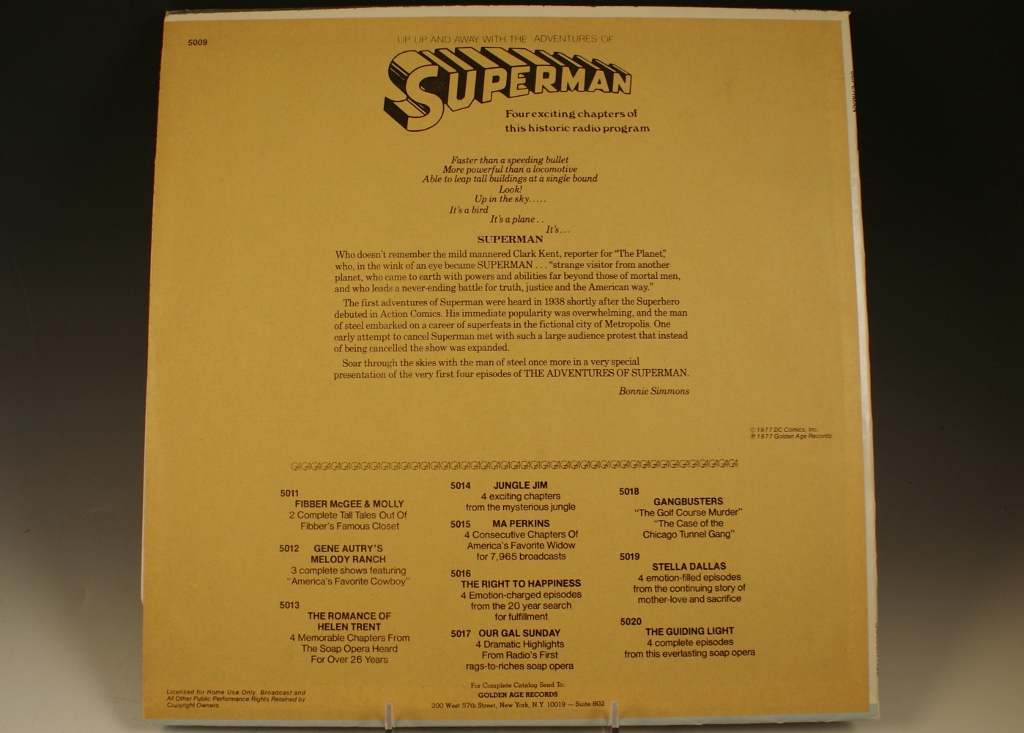 5009
UP UP AND AWAY WITH THE ADVENTURES OF
SUPERMAN
Four exciting chapters of
this historic radio program
Faster than a speeding bullet
More powerful than a locomotive
Able to leap tall buildings at a single bound
Look!
Up in the sky.....
It's a bird
It's a plane..
It's...
SUPERMAN
Who doesn't remember the mild mannered Clark Kent, reporter for "The Planet,"
who, in the wink of an eye became SUPERMAN... "strange visitor from another
planet, who came to earth with powers and abilities far beyond those of mortal men,
and who leads a never-ending battle for truth, justice and the American way."
The first adventures of Superman were heard in 1938 shortly after the Superhero
debuted in Action Comics. His immediate popularity was overwhelming, and the man
of steel embarked on a career of superfeats in the fictional city of Metropolis. One
early attempt to cancel Superman met with such a large audience protest that instead
of being cancelled the show was expanded.
Soar through the skies with the man of steel once more in a very special
presentation of the very first four episodes of THE ADVENTURES OF SUPERMAN.
Bonnie Simmons
© 1977 DC Comics, Inc.
℗ 1977 Golden Age Records
5011
FIBBER McGEE & MOLLY
2 Complete Tall Tales Out Of
Fibber's Famous Closet
5012 GENE AUTRY'S
MELODY RANCH
3 complete shows featuring
"America's Favorite Cowboy"
5013
THE ROMANCE OF
HELEN TRENT
4 Memorable Chapters From
The Soap Opera Heard
For Over 26 Years
5014 JUNGLE JIM
4 exciting chapters
from the mysterious jungle
5015 MA PERKINS
4 Consecutive Chapters Of
America's Favorite Widow
for 7,965 broadcasts
5016
THE RIGHT TO HAPPINESS
4 Emotion-charged episodes
from the 20 year search
for fulfillment
5017 OUR GAL SUNDAY
4 Dramatic Highlights
From Radio's First
rags-to-riches soap opera
5018
GANGBUSTERS
"The Golf Course Murder"
"The Case of the
Chicago Tunnel Gang"
5019
STELLA DALLAS
4 emotion-filled episodes
from the continuing story of
mother-love and sacrifice
5020
THE GUIDING LIGHT
4 complete episodes
from this everlasting soap opera
Licensed for Home Use Only. Broadcast and
All Other Public Performance Rights Retained by
Copyright Owners.
For Complete Catalog Send To:
GOLDEN AGE RECORDS
200 West 57th Street, New York, N.Y. 10019 — Suite 602